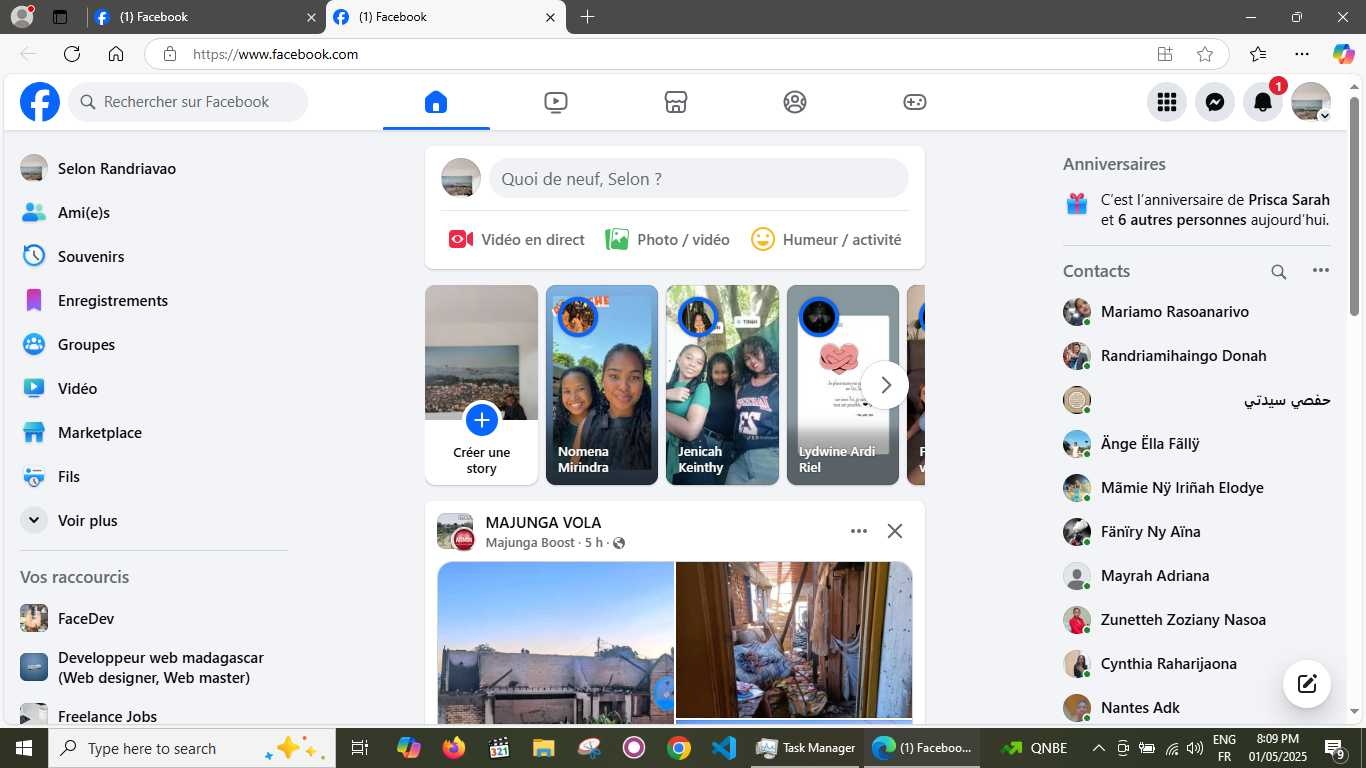 (1) Facebook
(1) Facebook
https://www.facebook.com
Rechercher sur Facebook
1
Selon Randriavao
Ami(e)s
Souvenirs
Enregistrements
Groupes
Vidéo
Marketplace
Fils
Voir plus
Vos raccourcis
FaceDev
Developpeur web madagascar
(Web designer, Web master)
Freelance Jobs
Quoi de neuf, Selon ?
Vidéo en direct
Photo / vidéo
Humeur / activité
Créer une
story
Nomena
Mirindra
Jenicah
Keinthy
Lydwine Ardi
Riel
MAJUNGA VOLA
Majunga Boost · 5 h ·
Anniversaires
C'est l'anniversaire de Prisca Sarah
et 6 autres personnes aujourd'hui.
Contacts
Mariamo Rasoanarivo
Randriamihaingo Donah
حفصي سيدتي
Änge Ëlla Fällÿ
Mãmie Nÿ Iriñah Elodye
Fänïry Ny Aïna
Mayrah Adriana
Zunetteh Zoziany Nasoa
Cynthia Raharijaona
Nantes Adk
Type here to search
321
Task Manager
(1) Faceboo...
QNBE
ENG
FR
8:09 PM
01/05/2025
9